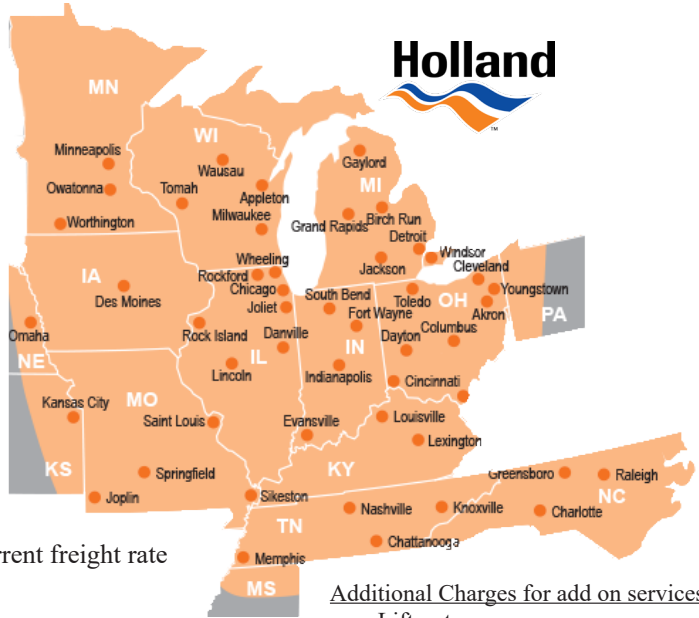 Holland
™
MN
WI
Minneapolis
Wausau
Gaylord
Owatonna
Tomah
Appleton
MI
Milwaukee
Worthington
Grand Rapids
Birch Run
Detroit
Windsor
Wheeling
Jackson
Cleveland
IA
Rockford
Chicago
South Bend
Toledo
OH
Youngstown
Des Moines
Joliet
Fort Wayne
Akron
PA
Omaha
Rock Island
Danville
Dayton
Columbus
NE
IL
IN
Lincoln
Indianapolis
Cincinnati
Kansas City
MO
Saint Louis
Evansville
Louisville
Lexington
KS
Springfield
KY
Greensboro
Raleigh
Joplin
Sikeston
Nashville
Knoxville
NC
Charlotte
TN
Chattanooga
Memphis
rrent freight rate
MS
Additional Charges for add on services